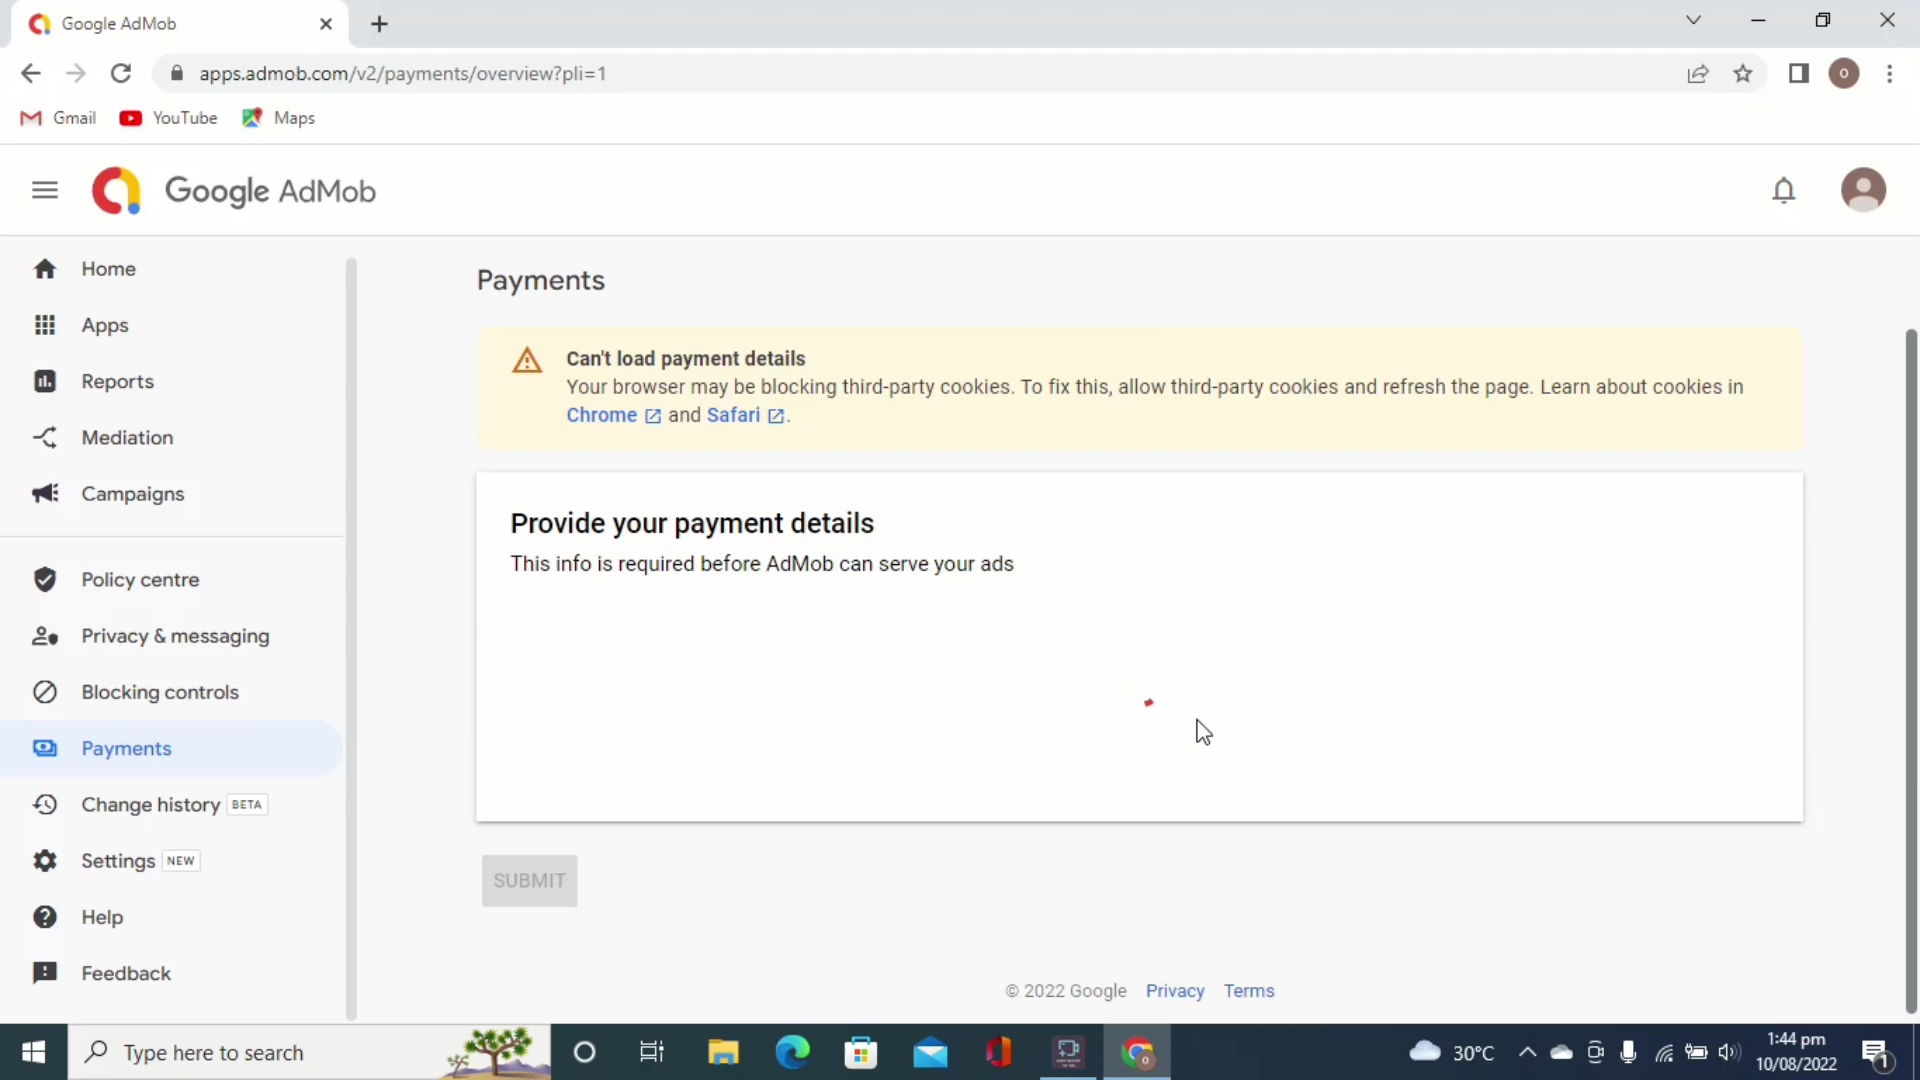 Google AdMob
apps.admob.com/v2/payments/overview?pli=1
O
Gmail
YouTube
Maps
Google AdMob
Home
Apps
Reports
Mediation
Campaigns
Policy centre
Privacy & messaging
Blocking controls
Payments
Change history BETA
Settings NEW
Help
Feedback
Payments
Can't load payment details
Your browser may be blocking third-party cookies. To fix this, allow third-party cookies and refresh the page. Learn about cookies in
Chrome and Safari .
Provide your payment details
This info is required before AdMob can serve your ads
SUBMIT
© 2022 Google Privacy Terms
Type here to search
30°C
1:44 pm
10/08/2022
1